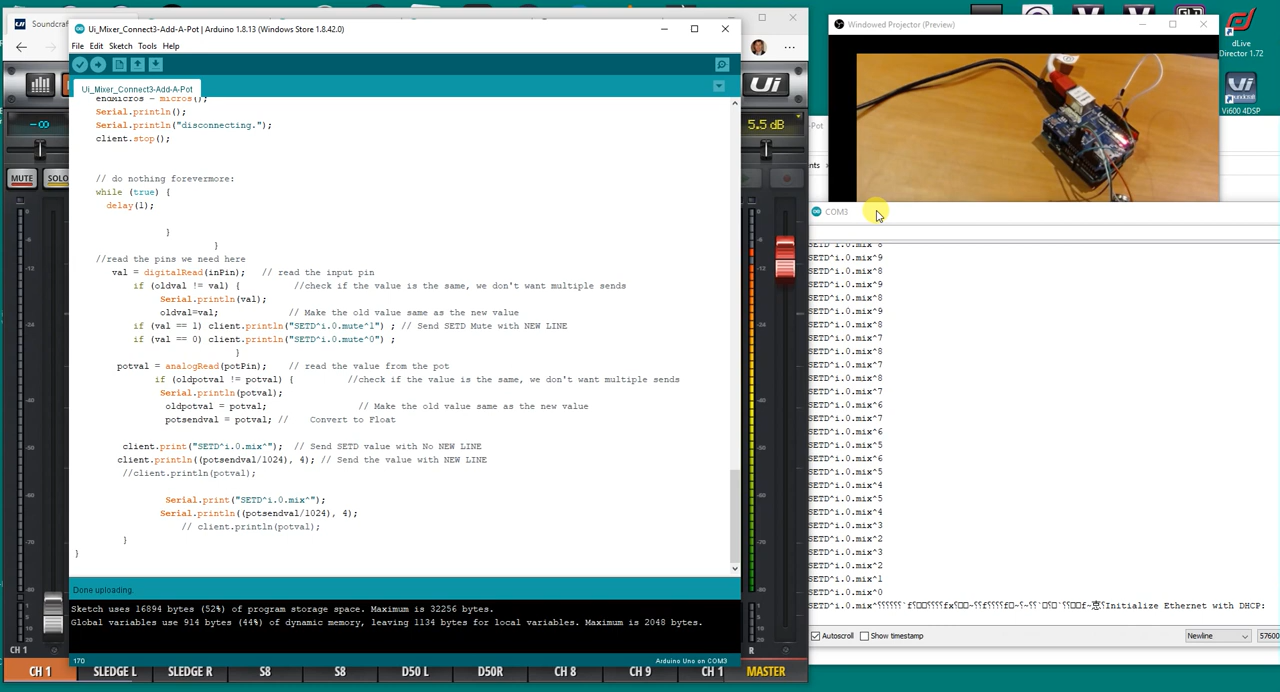 Soundcraft
Ui_Mixer_Connect3-Add-A-Pot | Arduino 1.8.13 (Windows Store 1.8.42.0)
File Edit Sketch Tools Help
Ui_Mixer_Connect3-Add-A-Pot
endMicros = micros();
Serial.println();
Serial.println("disconnecting.");
client.stop();
// do nothing forevermore:
while (true) {
delay(1);
}
}
//read the pins we need here
val = digitalRead(inPin); // read the input pin
if (oldval != val) { //check if the value is the same, we don't want multiple sends
Serial.println(val);
oldval=val; // Make the old value same as the new value
if (val == 1) client.println("SETD^i.0.mute^1") ; // Send SETD Mute with NEW LINE
if (val == 0) client.println("SETD^i.0.mute^0") ;
}
potval = analogRead(potPin); // read the value from the pot
if (oldpotval != potval) { //check if the value is the same, we don't want multiple sends
Serial.println(potval);
oldpotval = potval; // Make the old value same as the new value
potsendval = potval; // Convert to Float
client.print("SETD^i.0.mix^"); // Send SETD value with No NEW LINE
client.println((potsendval/1024), 4); // Send the value with NEW LINE
//client.println(potval);
Serial.print("SETD^i.0.mix^");
Serial.println((potsendval/1024), 4);
// client.println(potval);
}
}
Done uploading.
Sketch uses 16894 bytes (52%) of program storage space. Maximum is 32256 bytes.
Global variables use 914 bytes (44%) of dynamic memory, leaving 1134 bytes for local variables. Maximum is 2048 bytes.
170
Arduino Uno on COM3
-∞
MUTE SOLO
CH 1
Ui
5.5 dB
R
CH 1 SLEDGE L SLEDGE R S8 S8 D50 L D50R CH 8 CH 9 CH 1 MASTER
Windowed Projector (Preview)
dLive
Director 1.72
Vi600 4DSP
-Pot
nts
COM3
SETD^i.0.mix^8
SETD^i.0.mix^9
SETD^i.0.mix^8
SETD^i.0.mix^9
SETD^i.0.mix^8
SETD^i.0.mix^9
SETD^i.0.mix^8
SETD^i.0.mix^7
SETD^i.0.mix^8
SETD^i.0.mix^7
SETD^i.0.mix^8
SETD^i.0.mix^7
SETD^i.0.mix^6
SETD^i.0.mix^7
SETD^i.0.mix^6
SETD^i.0.mix^5
SETD^i.0.mix^6
SETD^i.0.mix^5
SETD^i.0.mix^4
SETD^i.0.mix^5
SETD^i.0.mix^4
SETD^i.0.mix^3
SETD^i.0.mix^2
SETD^i.0.mix^3
SETD^i.0.mix^2
SETD^i.0.mix^1
SETD^i.0.mix^0
Initialize Ethernet with DHCP:
Autoscroll Show timestamp
Newline
57600